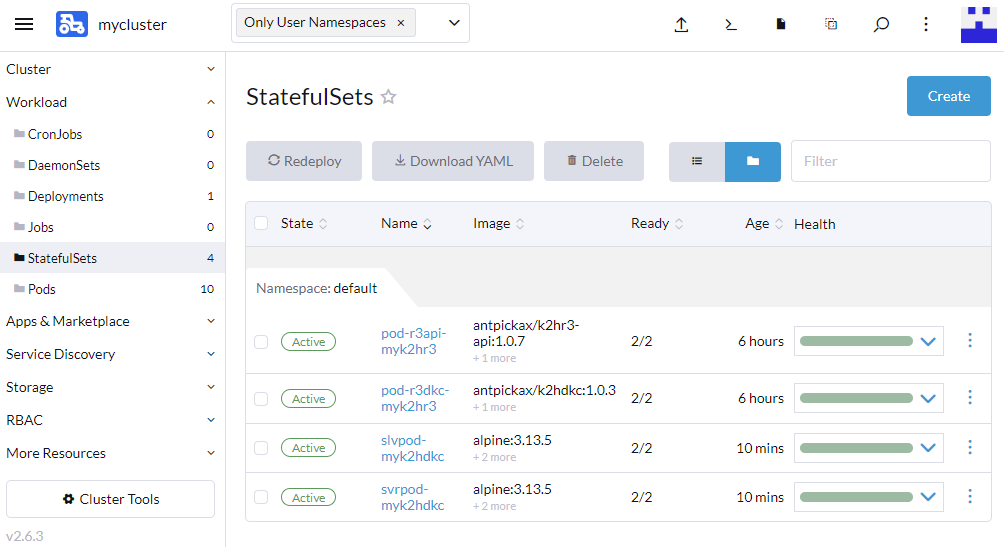 mycluster
Only User Namespaces ×
Cluster
Workload
CronJobs 0
DaemonSets 0
Deployments 1
Jobs 0
StatefulSets 4
Pods 10
Apps & Marketplace
Service Discovery
Storage
RBAC
More Resources
Cluster Tools
v2.6.3
StatefulSets
Create
Redeploy Download YAML Delete Filter
State Name Image Ready Age Health
Namespace: default
Active pod-r3api-myk2hr3 antpickax/k2hr3-api:1.0.7 + 1 more 2/2 6 hours
Active pod-r3dkc-myk2hr3 antpickax/k2hdkc:1.0.3 + 1 more 2/2 6 hours
Active slvpod-myk2hdkc alpine:3.13.5 + 2 more 2/2 10 mins
Active svrpod-myk2hdkc alpine:3.13.5 + 2 more 2/2 10 mins